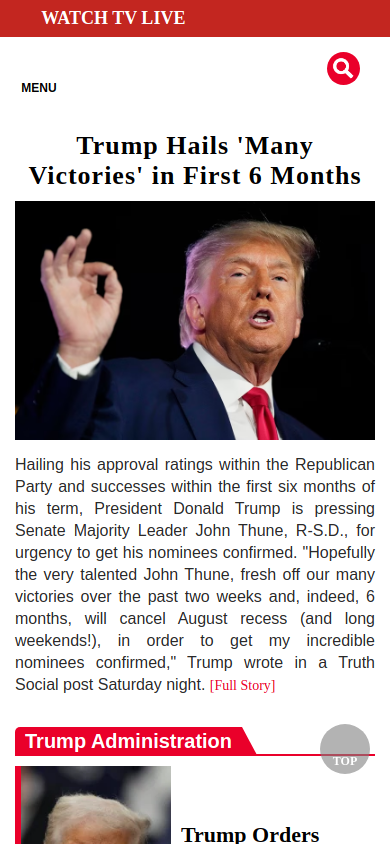 WATCH TV LIVE
MENU
Trump Hails 'Many
Victories' in First 6 Months
Hailing his approval ratings within the Republican
Party and successes within the first six months of
his term, President Donald Trump is pressing
Senate Majority Leader John Thune, R-S.D., for
urgency to get his nominees confirmed. "Hopefully
the very talented John Thune, fresh off our many
victories over the past two weeks and, indeed, 6
months, will cancel August recess (and long
weekends!), in order to get my incredible
nominees confirmed," Trump wrote in a Truth
Social post Saturday night. [Full Story]
Trump Administration
TOP
Trump Orders